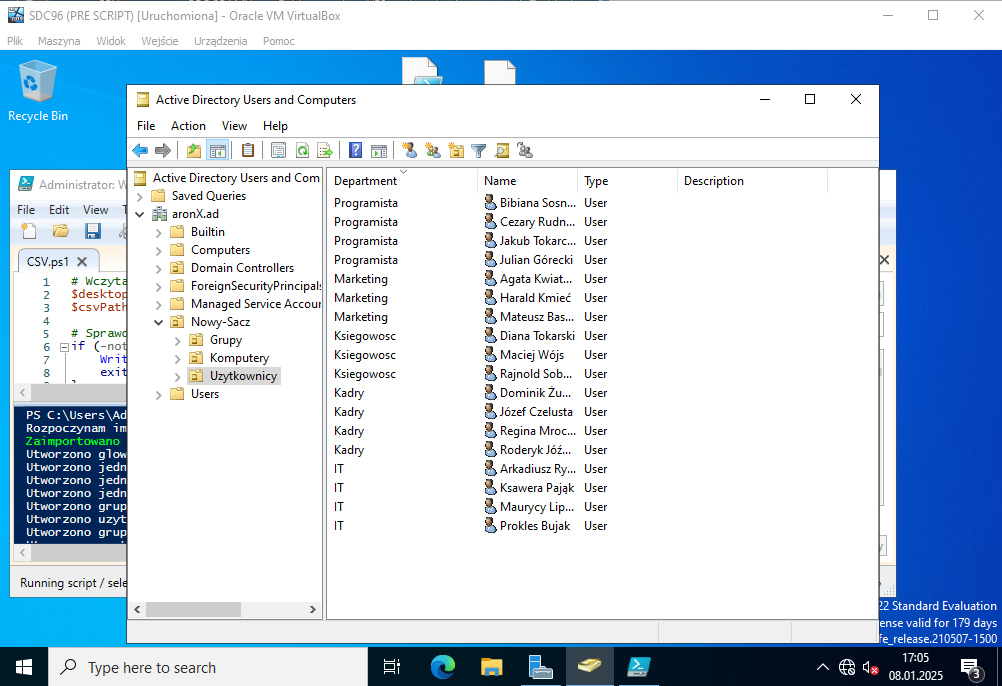 SDC96 (PRE SCRIPT) [Uruchomiona] - Oracle VM VirtualBox
Plik Maszyna Widok Wejście Urządzenia Pomoc
Recycle Bin
Active Directory Users and Computers
File Action View Help
Administrator: W
File Edit View
CSV.ps1
1 # Wczyta
2 $desktop
3 $csvPath
4
5 # Sprawd
6 if (-not
7 Writ
8 exit
PS C:\Users\Ad
Rozpoczynam im
Zaimportowano
Utworzono glow
Utworzono jedn
Utworzono jedn
Utworzono jedn
Utworzono grup
Utworzono uzyt
Utworzono grup
Running script / sele
Active Directory Users and Com
Saved Queries
aronX.ad
Builtin
Computers
Domain Controllers
ForeignSecurityPrincipals
Managed Service Accour
Nowy-Sacz
Grupy
Komputery
Uzytkownicy
Users
Department Name Type Description
Programista Bibiana Sosn... User
Programista Cezary Rudn... User
Programista Jakub Tokarc... User
Programista Julian Górecki User
Marketing Agata Kwiat... User
Marketing Harald Kmieć User
Marketing Mateusz Bas... User
Ksiegowosc Diana Tokarski User
Ksiegowosc Maciej Wójs User
Ksiegowosc Rajnold Sob... User
Kadry Dominik Żu... User
Kadry Józef Czelusta User
Kadry Regina Mroc... User
Kadry Roderyk Jóź... User
IT Arkadiusz Ry... User
IT Ksawera Pająk User
IT Maurycy Lip... User
IT Prokles Bujak User
22 Standard Evaluation
ense valid for 179 days
fe_release.210507-1500
Type here to search
17:05
08.01.2025
3